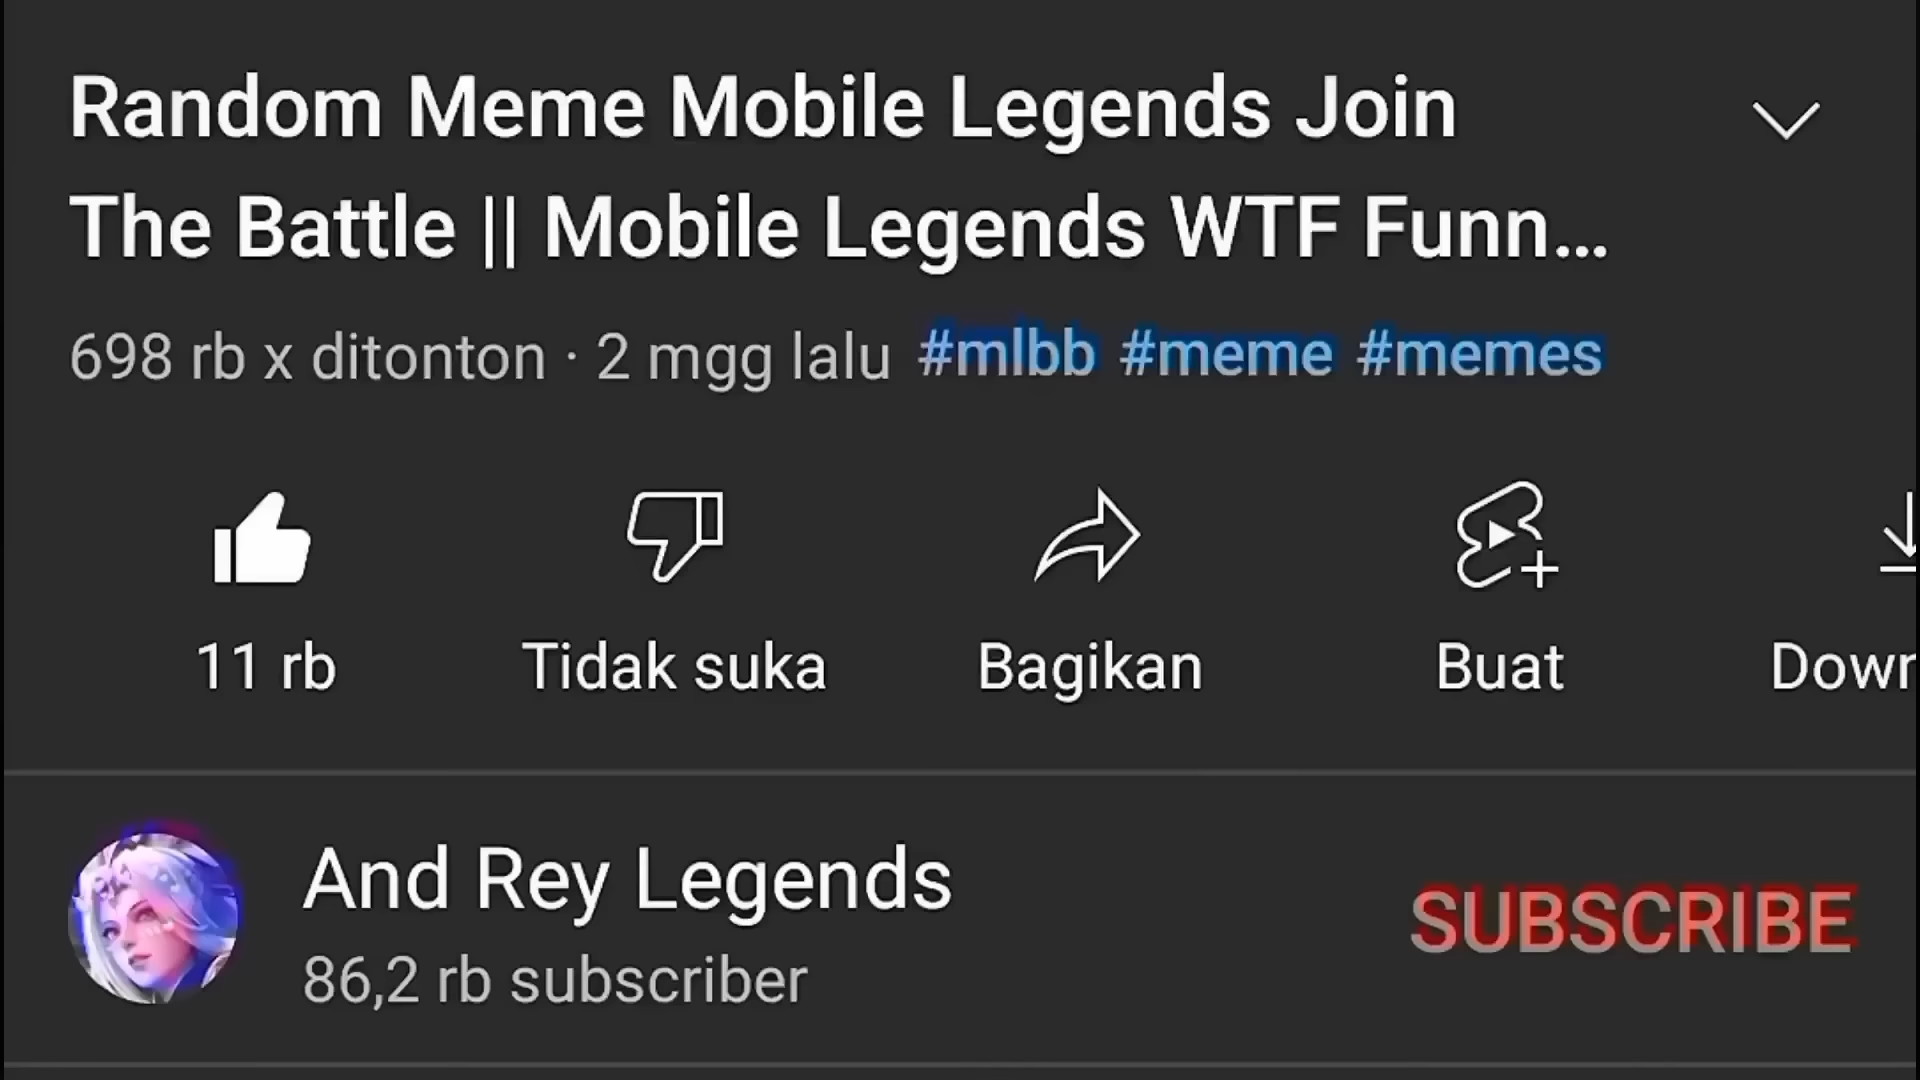 Random Meme Mobile Legends Join
The Battle || Mobile Legends WTF Funn...
698 rb x ditonton · 2 mgg lalu #mlbb #meme #memes
11 rb Tidak suka Bagikan Buat Down
And Rey Legends
SUBSCRIBE
86,2 rb subscriber